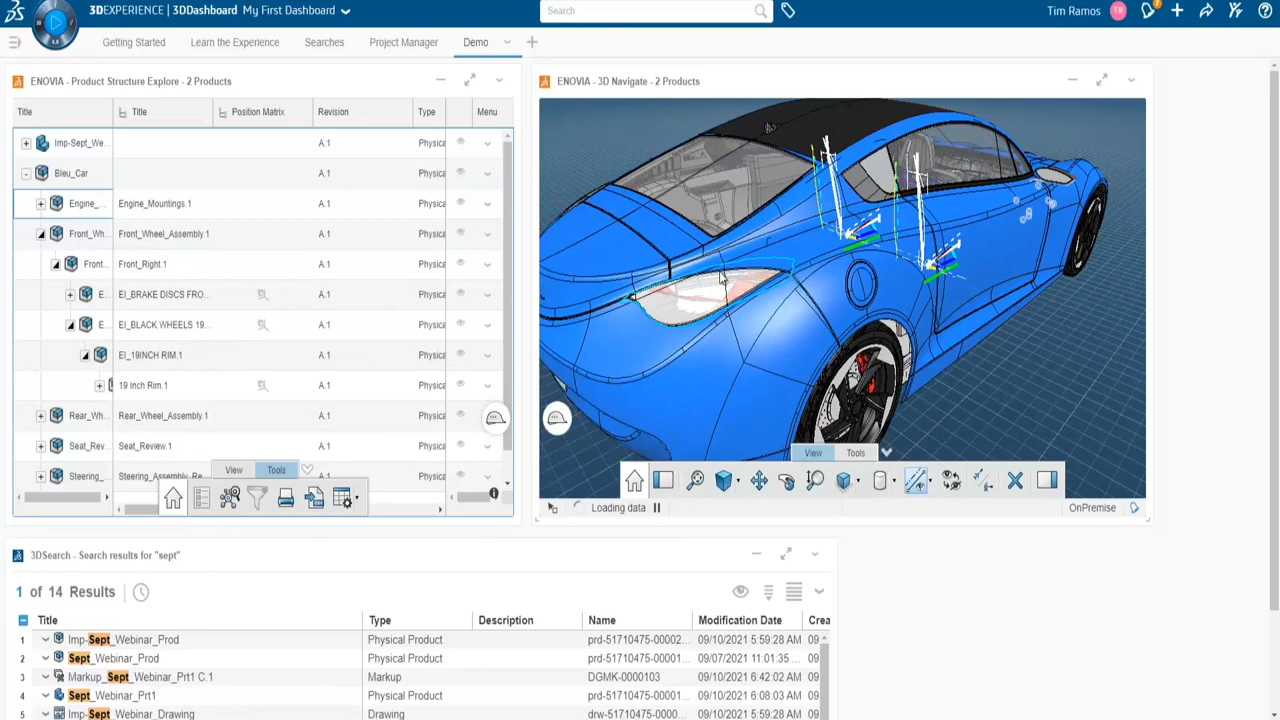 3DEXPERIENCE | 3DDashboard My First Dashboard
Search
Tim Ramos TR
Getting Started Learn the Experience Searches Project Manager Demo
ENOVIA - Product Structure Explore - 2 Products
Title Title Position Matrix Revision Type Menu
Imp-Sept_We... A.1 Physica
Bleu_Car A.1 Physica
Engine_... Engine_Mountings.1 A.1 Physica
Front_Wh... Front_Wheel_Assembly.1 A.1 Physica
Front... Front_Right.1 A.1 Physica
E... EI_BRAKE DISCS FRO... A.1 Physica
E... EI_BLACK WHEELS 19... A.1 Physica
EI_19INCH RIM.1 A.1 Physica
19 Inch Rim.1 A.1 Physica
Rear_Wh... Rear_Wheel_Assembly.1 A.1 Physica
Seat_Rev... Seat_Review.1 A.1 Physica
Steering_... Steering_Assembly_Re... A.1 Physica
View Tools
ENOVIA - 3D Navigate - 2 Products
View Tools
Loading data
OnPremise
3DSearch - Search results for "sept"
1 of 14 Results
Title Type Description Name Modification Date Crea
1 Imp-Sept_Webinar_Prod Physical Product prd-51710475-00002... 09/10/2021 5:59:28 AM 09
2 Sept_Webinar_Prod Physical Product prd-51710475-00001... 09/07/2021 11:01:35 ... 09
3 Markup_Sept_Webinar_Prt1 C.1 Markup DGMK-0000103 09/10/2021 6:42:02 AM 09
4 Sept_Webinar_Prt1 Physical Product prd-51710475-00001... 09/10/2021 6:08:03 AM 09
5 Imp-Sept_Webinar_Drawing Drawing drw-51710475-0000... 09/10/2021 5:59:28 AM 09